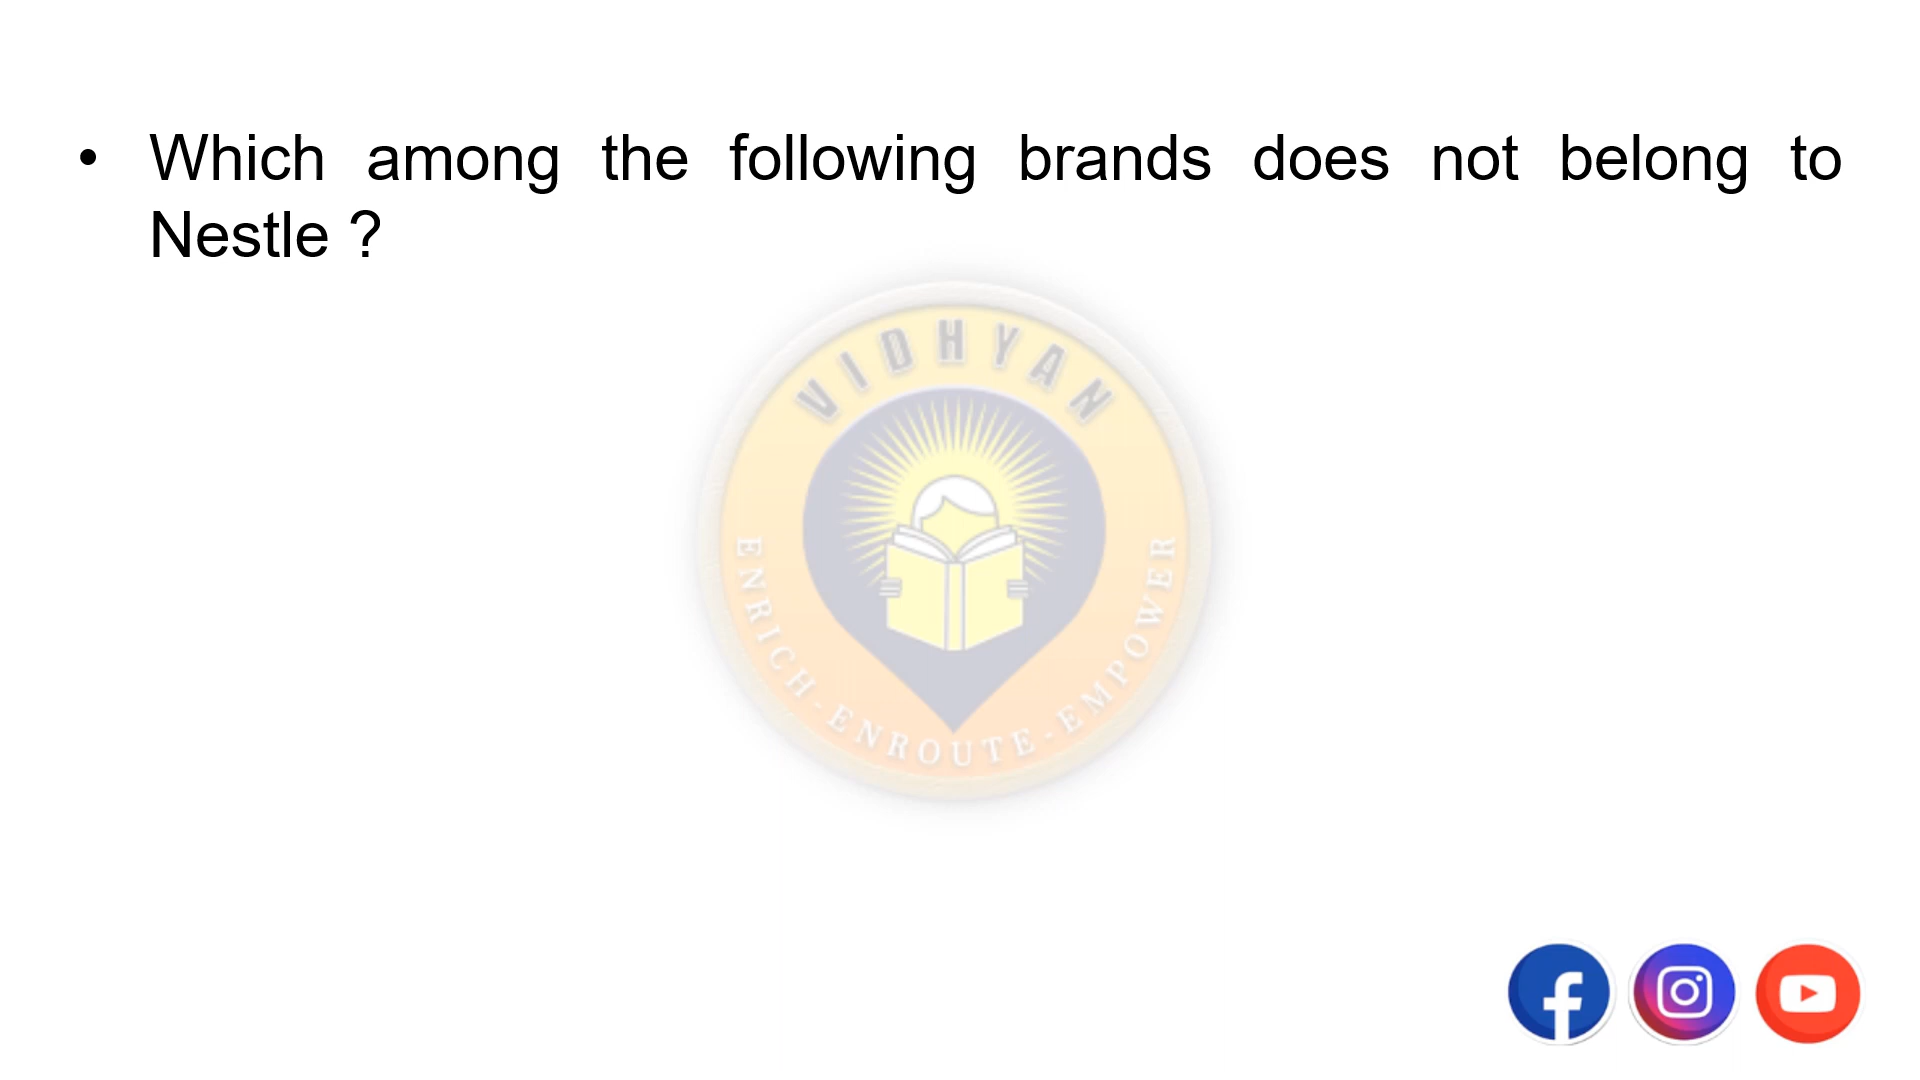 • Which among the following brands does not belong to
Nestle ?
VIDHYAN
ENRICH-ENROUTE-EMPOWER